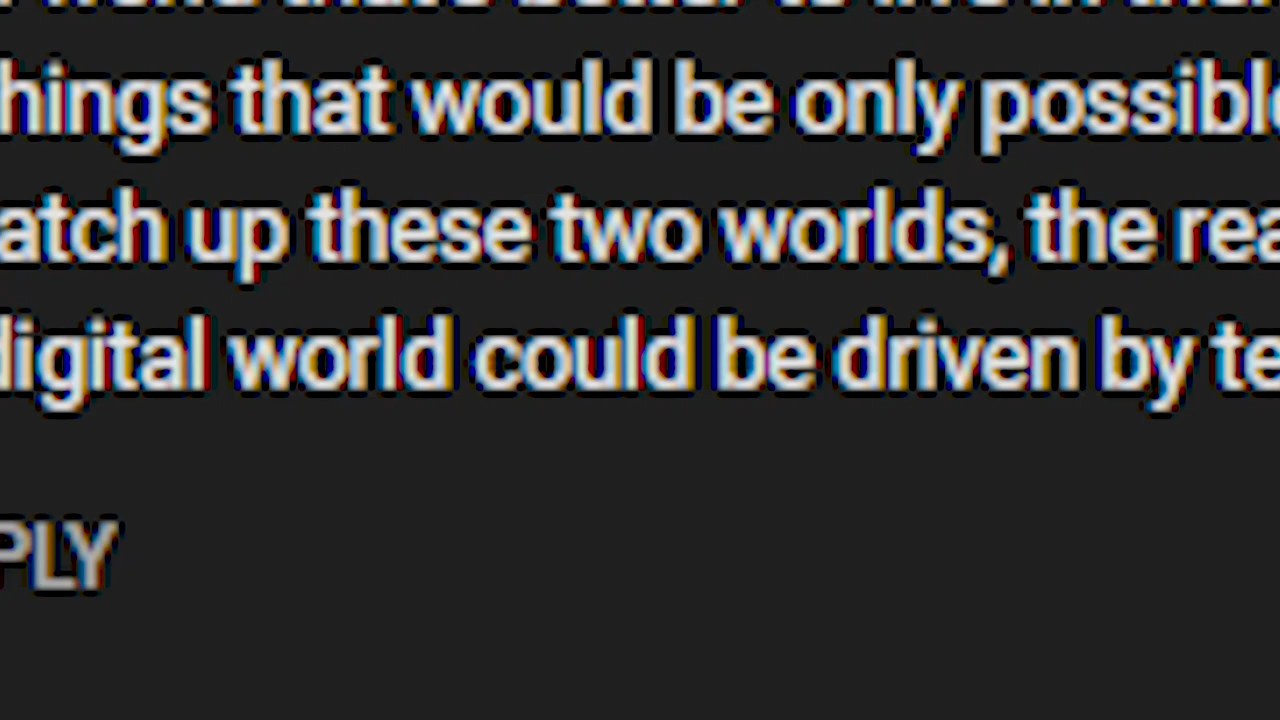 hings that would be only possible
atch up these two worlds, the rea
digital world could be driven by te
PLY